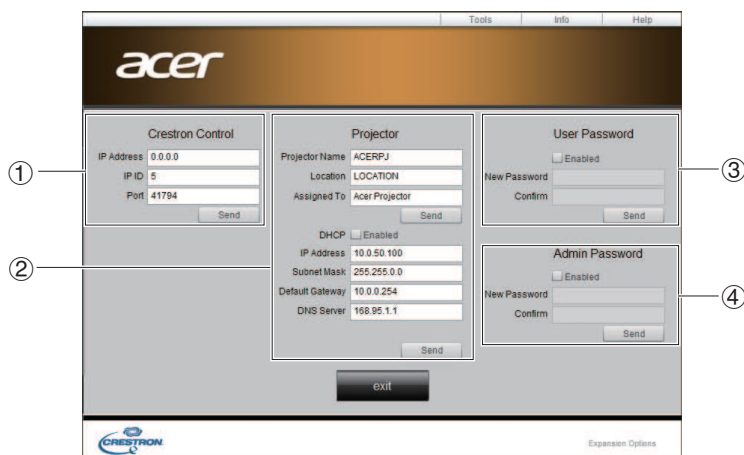 Tools Info Help
acer
①
Crestron Control
IP Address 0.0.0.0
IP ID 5
Port 41794
Send
②
Projector
Projector Name ACERPJ
Location LOCATION
Assigned To Acer Projector
Send
DHCP Enabled
IP Address 10.0.50.100
Subnet Mask 255.255.0.0
Default Gateway 10.0.0.254
DNS Server 168.95.1.1
Send
③
User Password
Enabled
New Password
Confirm
Send
④
Admin Password
Enabled
New Password
Confirm
Send
exit
CRESTRON
Expansion Options